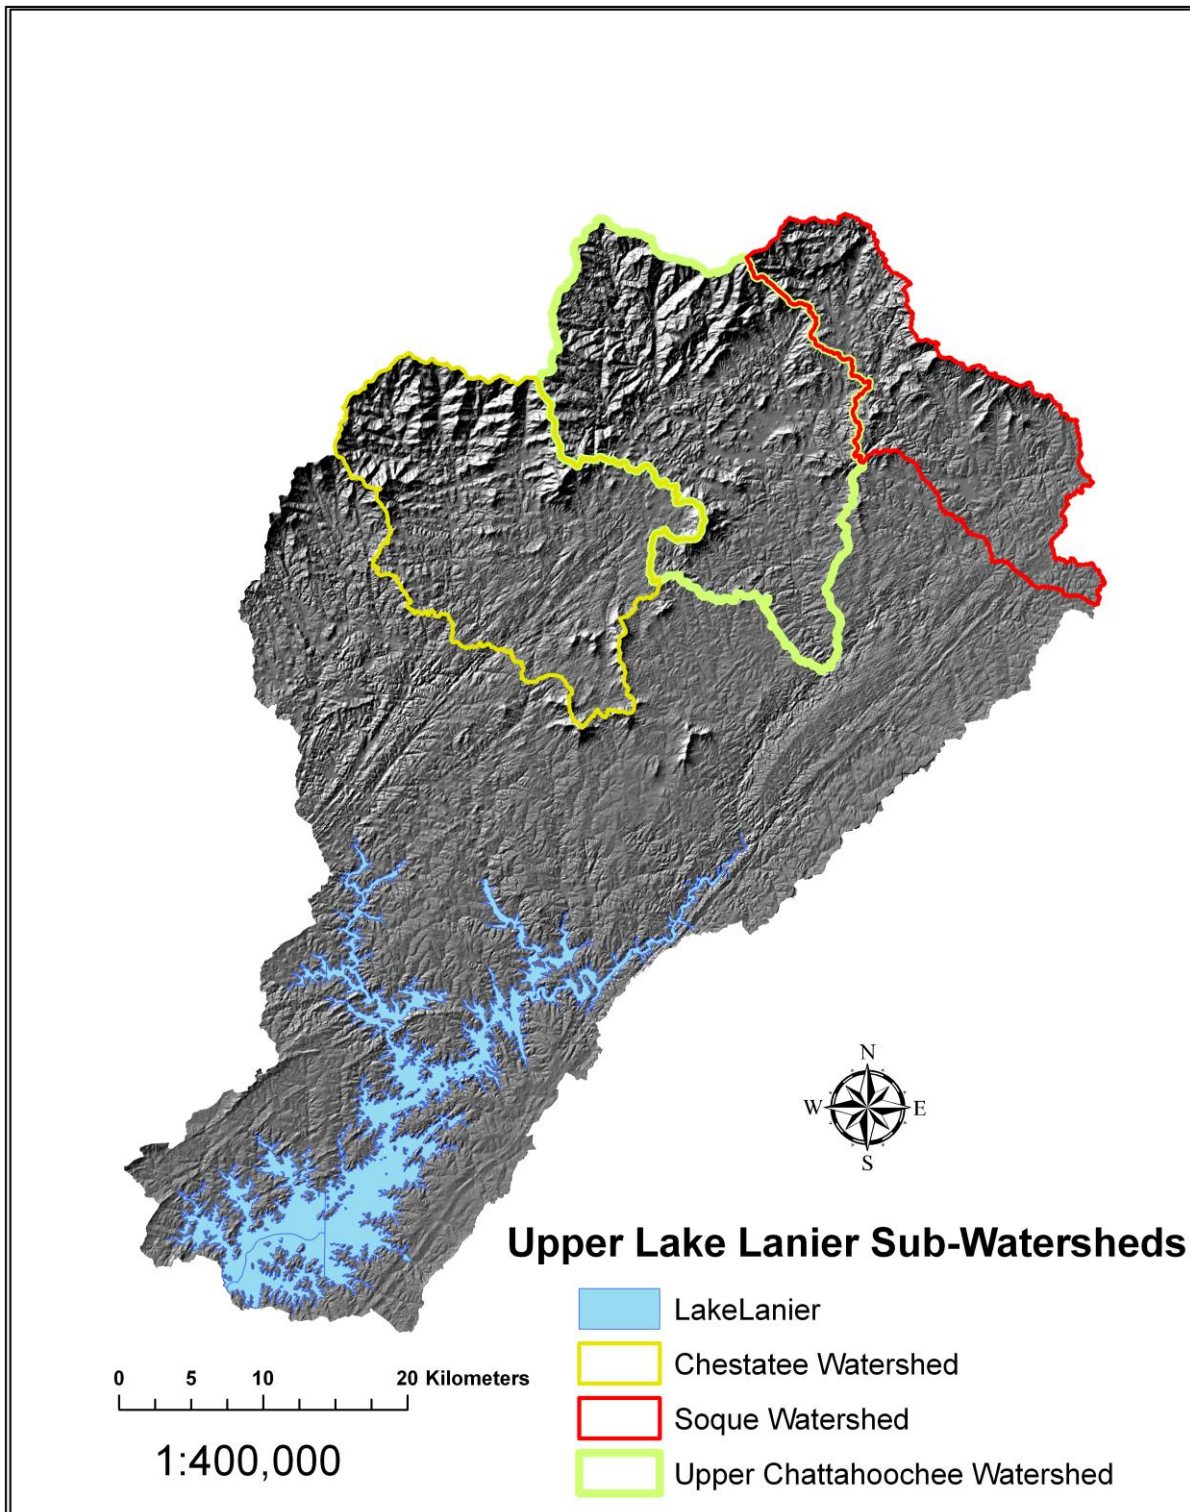 N
W E
S
Upper Lake Lanier Sub-Watersheds
LakeLanier
Chestatee Watershed
Soque Watershed
Upper Chattahoochee Watershed
0 5 10 20 Kilometers
1:400,000